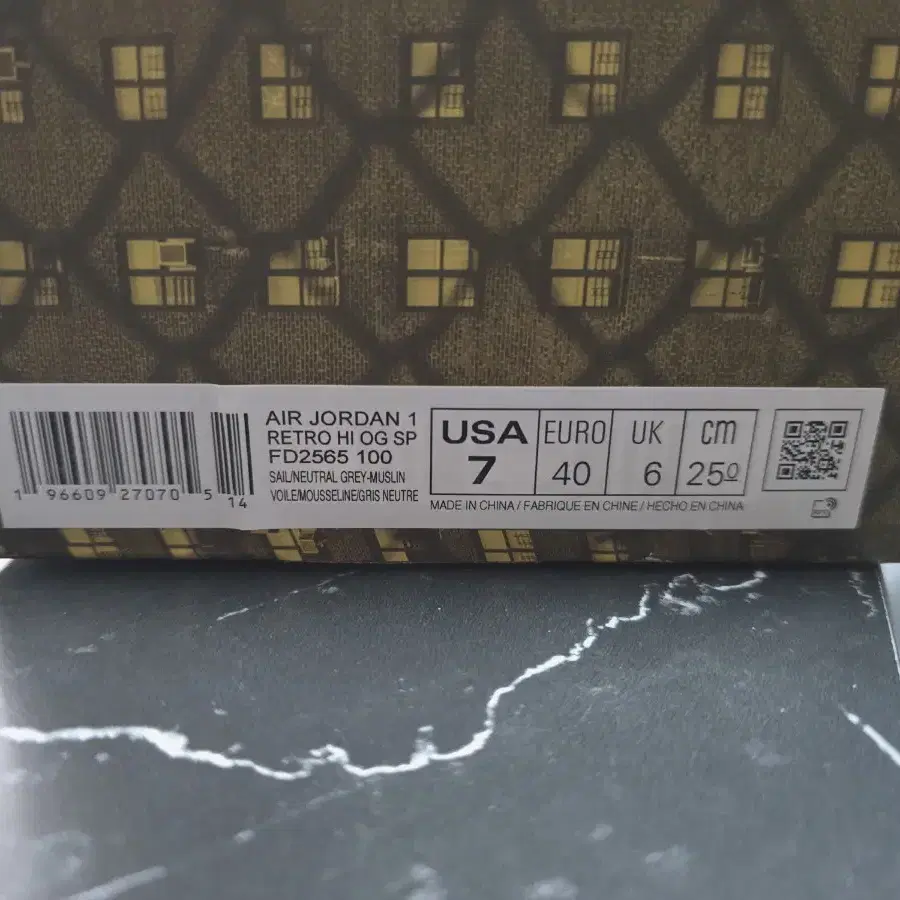 AIR JORDAN 1
RETRO HI OG SP
FD2565 100
SAIL/NEUTRAL GREY-MUSLIN
VOILE/MOUSSELINE/GRIS NEUTRE
1 96609 27070 5 14
USA EURO UK cm
7 40 6 250
MADE IN CHINA / FABRIQUE EN CHINE / HECHO EN CHINA